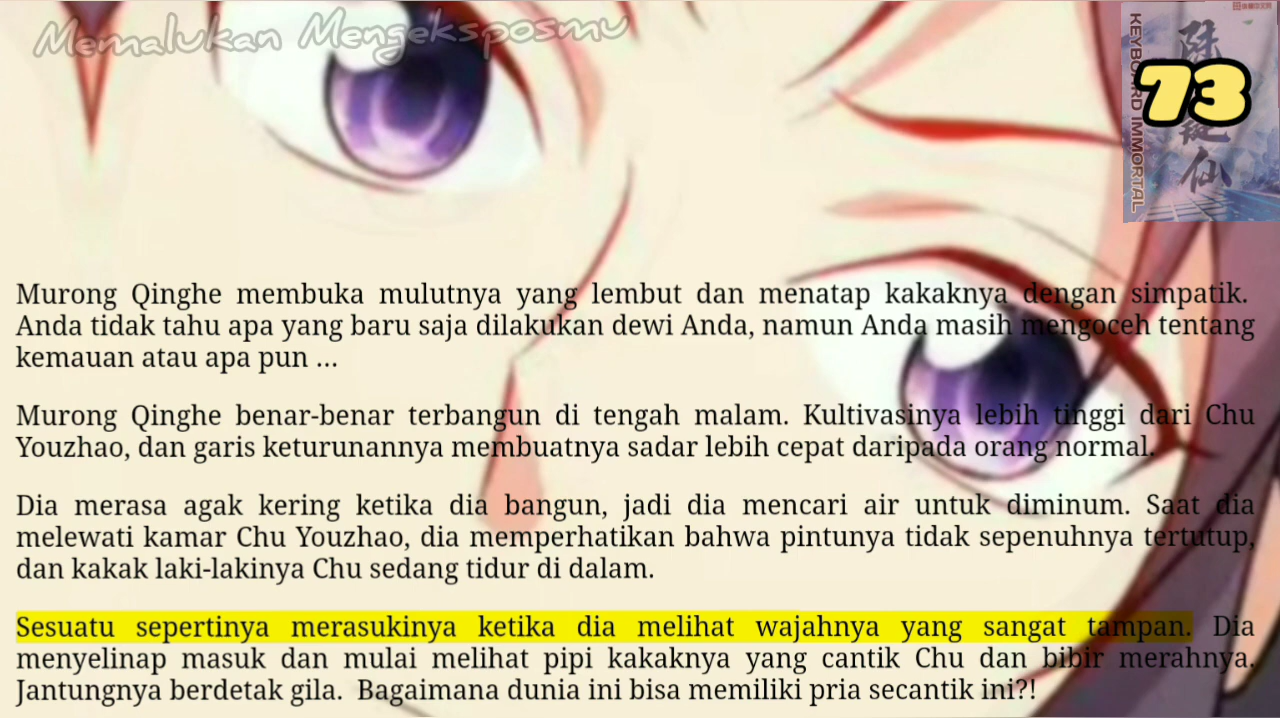 Memalukan Mengeksposmu
73
KEYBOARD IMMORTAL
Murong Qinghe membuka mulutnya yang lembut dan menatap kakaknya dengan simpatik.
Anda tidak tahu apa yang baru saja dilakukan dewi Anda, namun Anda masih mengoceh tentang
kemauan atau apa pun ...
Murong Qinghe benar-benar terbangun di tengah malam. Kultivasinya lebih tinggi dari Chu
Youzhao, dan garis keturunannya membuatnya sadar lebih cepat daripada orang normal.
Dia merasa agak kering ketika dia bangun, jadi dia mencari air untuk diminum. Saat dia
melewati kamar Chu Youzhao, dia memperhatikan bahwa pintunya tidak sepenuhnya tertutup,
dan kakak laki-lakinya Chu sedang tidur di dalam.
Sesuatu sepertinya merasukinya ketika dia melihat wajahnya yang sangat tampan. Dia
menyelinap masuk dan mulai melihat pipi kakaknya yang cantik Chu dan bibir merahnya.
Jantungnya berdetak gila. Bagaimana dunia ini bisa memiliki pria secantik ini?!